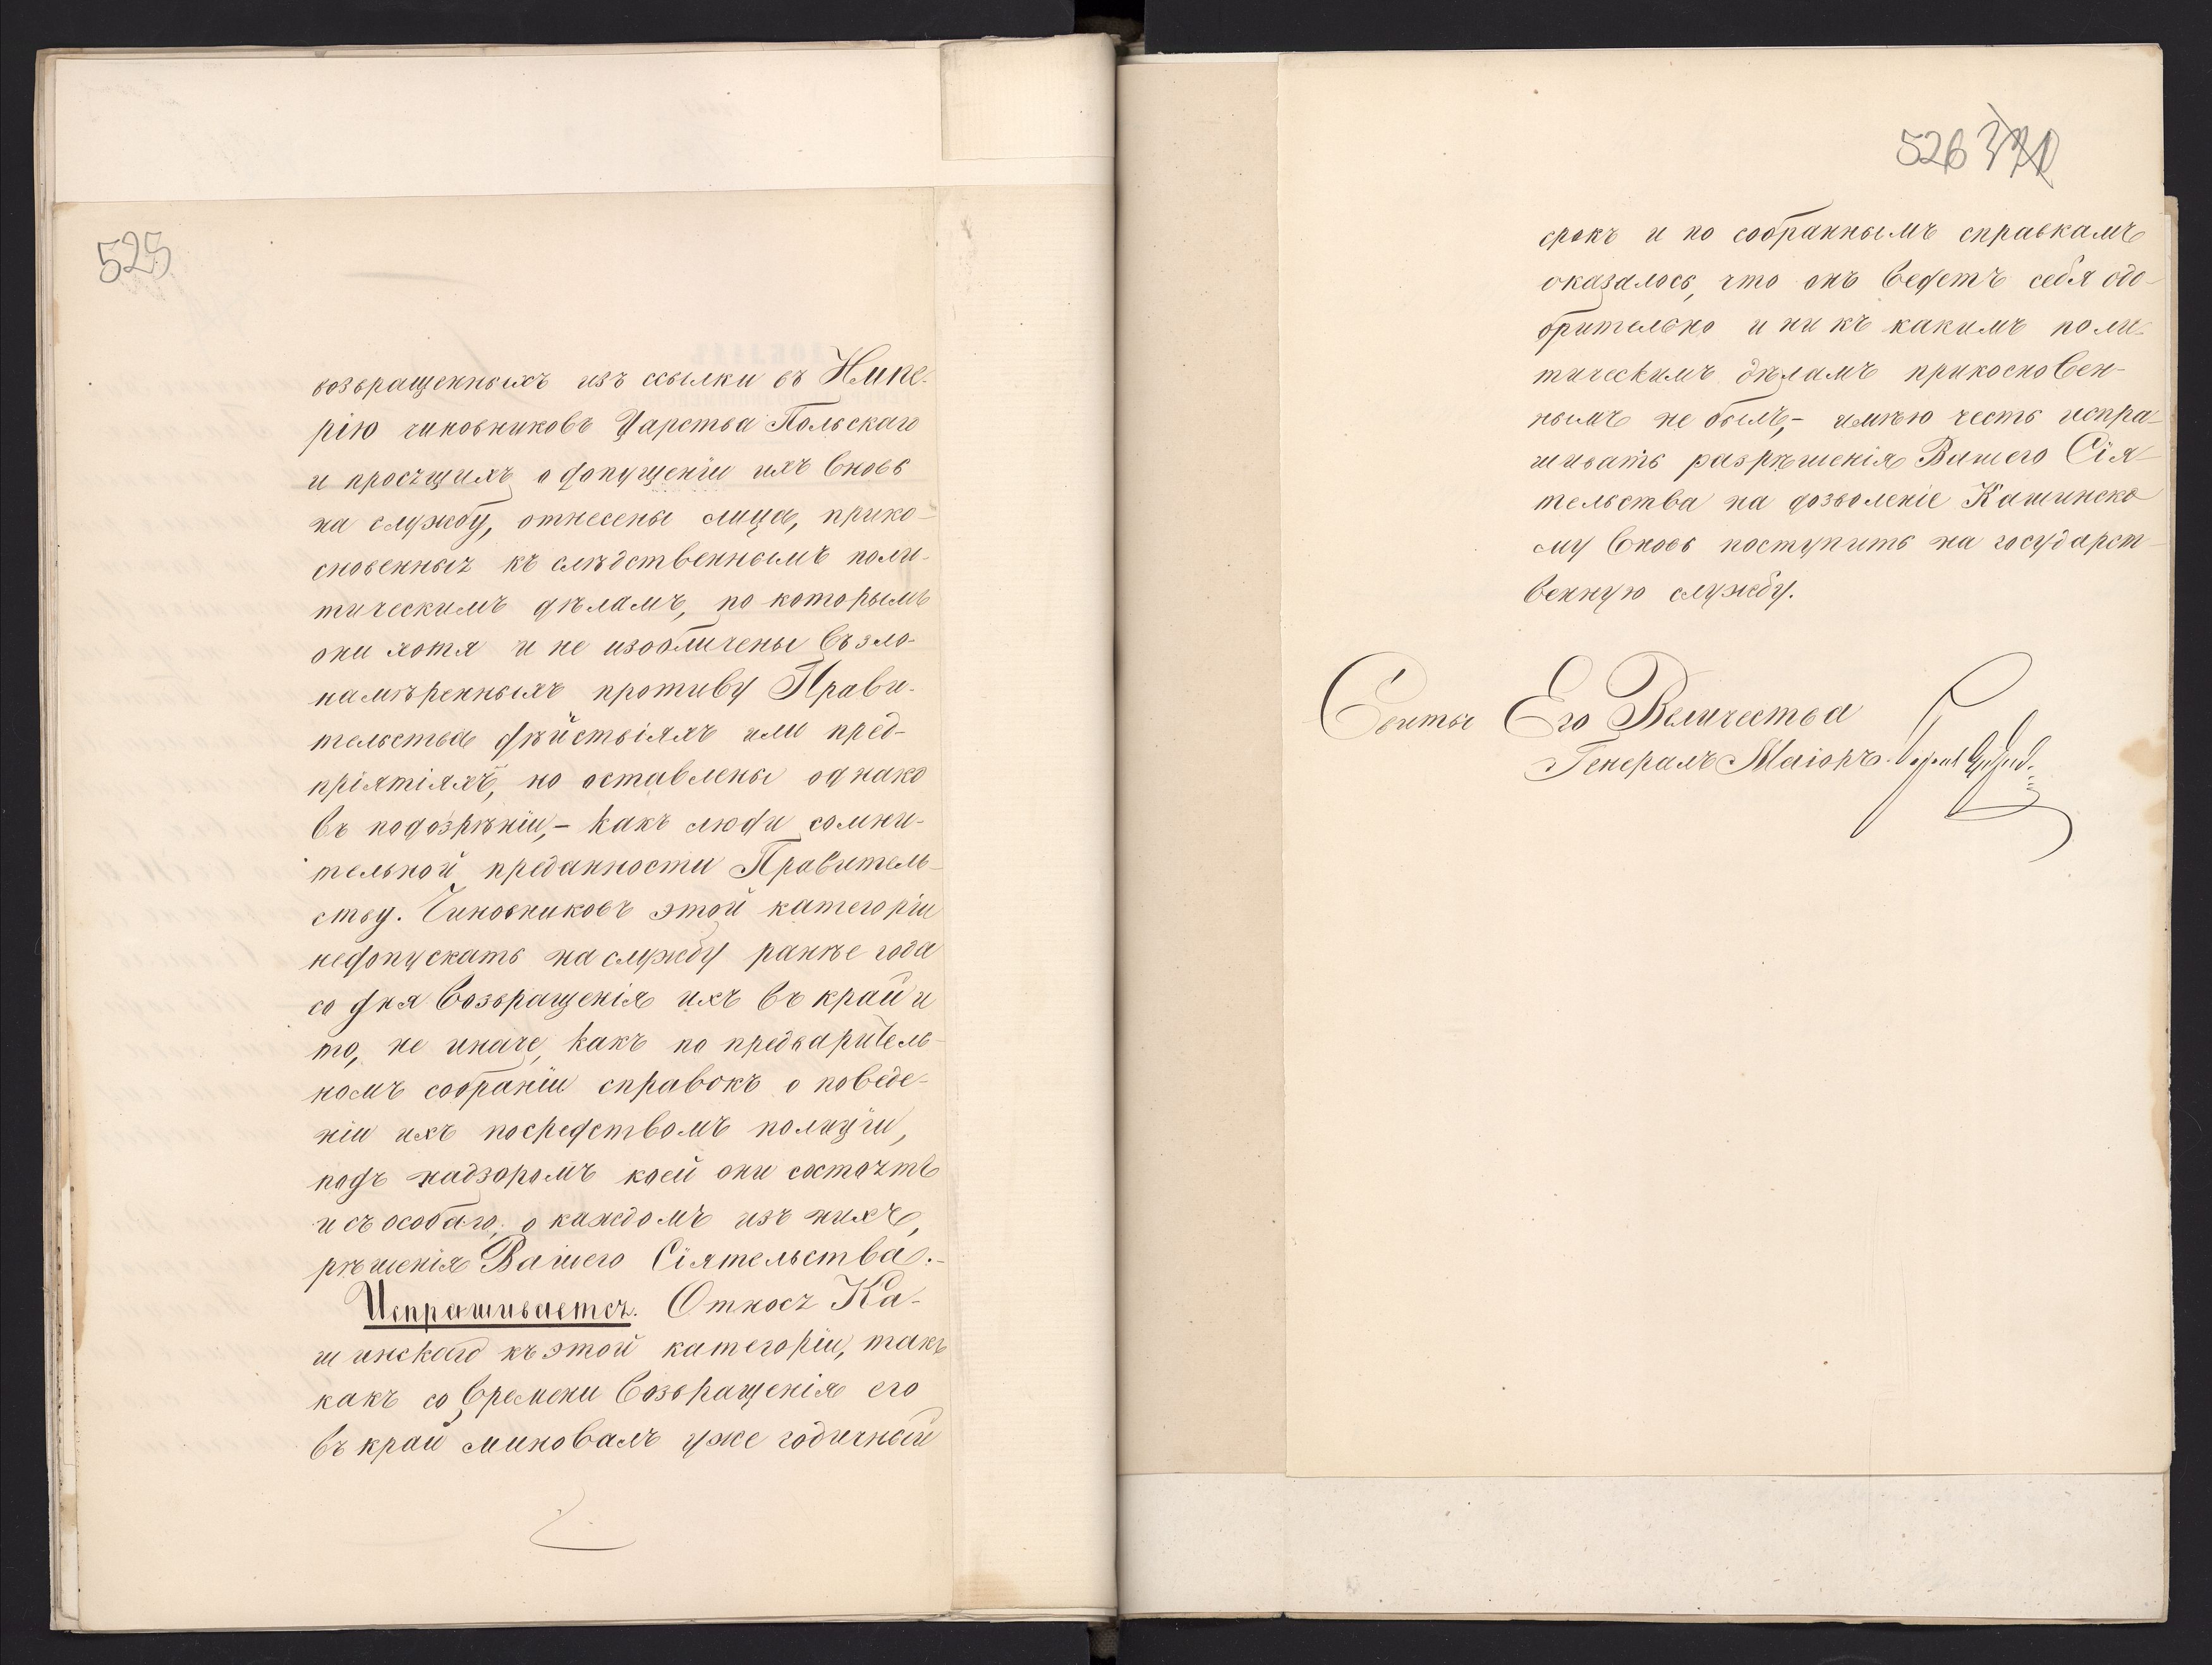 525
возвращенныхъ изъ ссылки въ Импе-
рію чиновниковъ Царства Польскаго
и просящихъ о допущеніи ихъ вновь
на службу, отнесены лица, прико-
сновенныя къ слѣдственнымъ поли-
тическимъ дѣламъ, по которымъ
они хотя и не изобличены въ зло-
намѣренныхъ противу Прави-
тельства дѣйствіяхъ или пред-
пріятіяхъ, но оставлены однако
въ подозрѣніи,- какъ люди сомни-
тельной преданности Правитель-
ству. Чиновниковъ этой категоріи
недопускать на службу ранѣе года
со дня возвращенія ихъ въ край и
то, не иначе, какъ по предваритель-
номъ собраніи справокъ о поведе-
ніи ихъ посредствомъ полиціи,
подъ надзоромъ коей они состоятъ
и съ особаго, о каждомъ изъ нихъ,
рѣшенія Вашего Сіятельства.-
Испрашивается. Относя Ка-
шинскаго къ этой категоріи, такъ
какъ со времени возвращенія его
въ край миновалъ уже годичный
526 320
срокъ и по собраннымъ справкамъ
оказалось, что онъ ведетъ себя одо-
брительно и ни къ какимъ поли-
тическимъ дѣламъ прикосновен-
нымъ не былъ,- имѣю честь испра-
шивать разрѣшенія Вашего Сія-
тельства на дозволеніе Кашинско-
му вновь поступить на государст-
венную службу.
Свиты Его Величества
Генералъ Маіоръ Баронъ